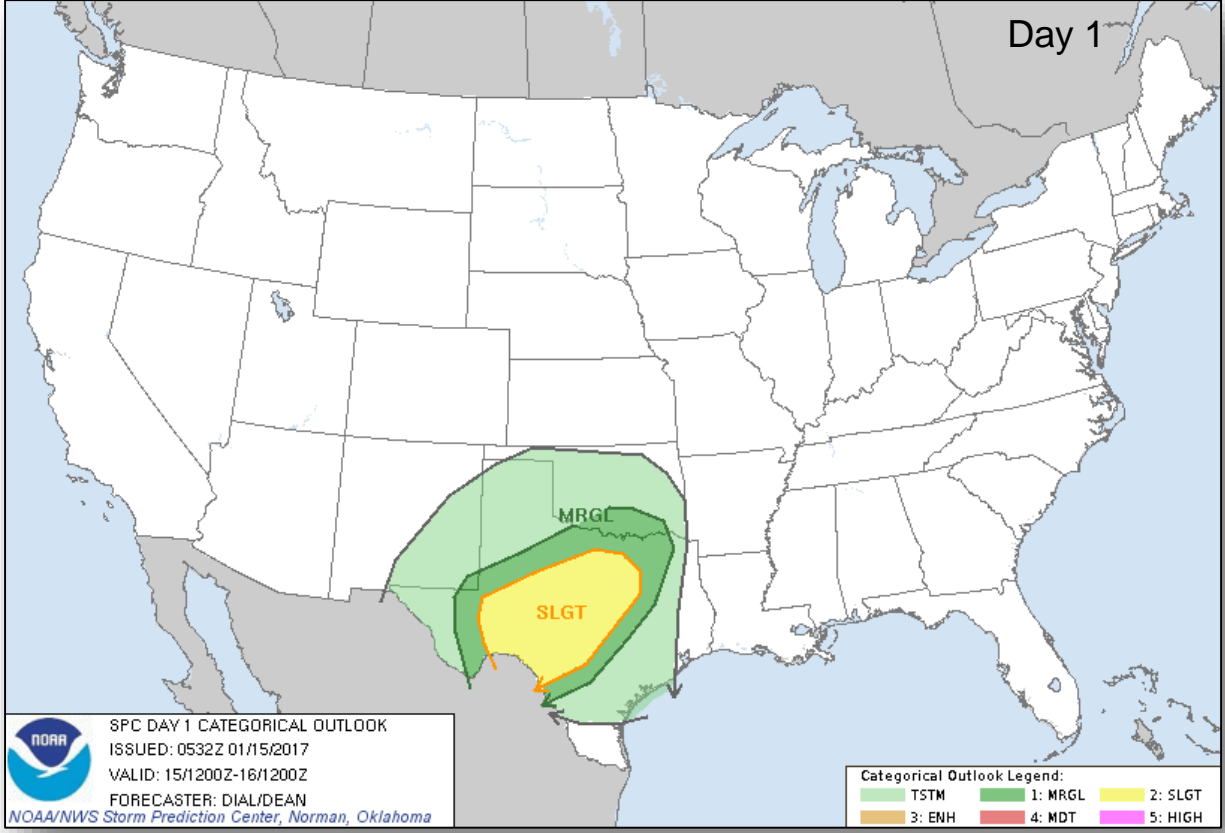 Day 1
MRGL
SLGT
NOAA
SPC DAY 1 CATEGORICAL OUTLOOK
ISSUED: 0532Z 01/15/2017
VALID: 15/1200Z-16/1200Z
FORECASTER: DIAL/DEAN
NOAA/NWS Storm Prediction Center, Norman, Oklahoma
Categorical Outlook Legend:
TSTM 1: MRGL 2: SLGT
3: ENH 4: MDT 5: HIGH